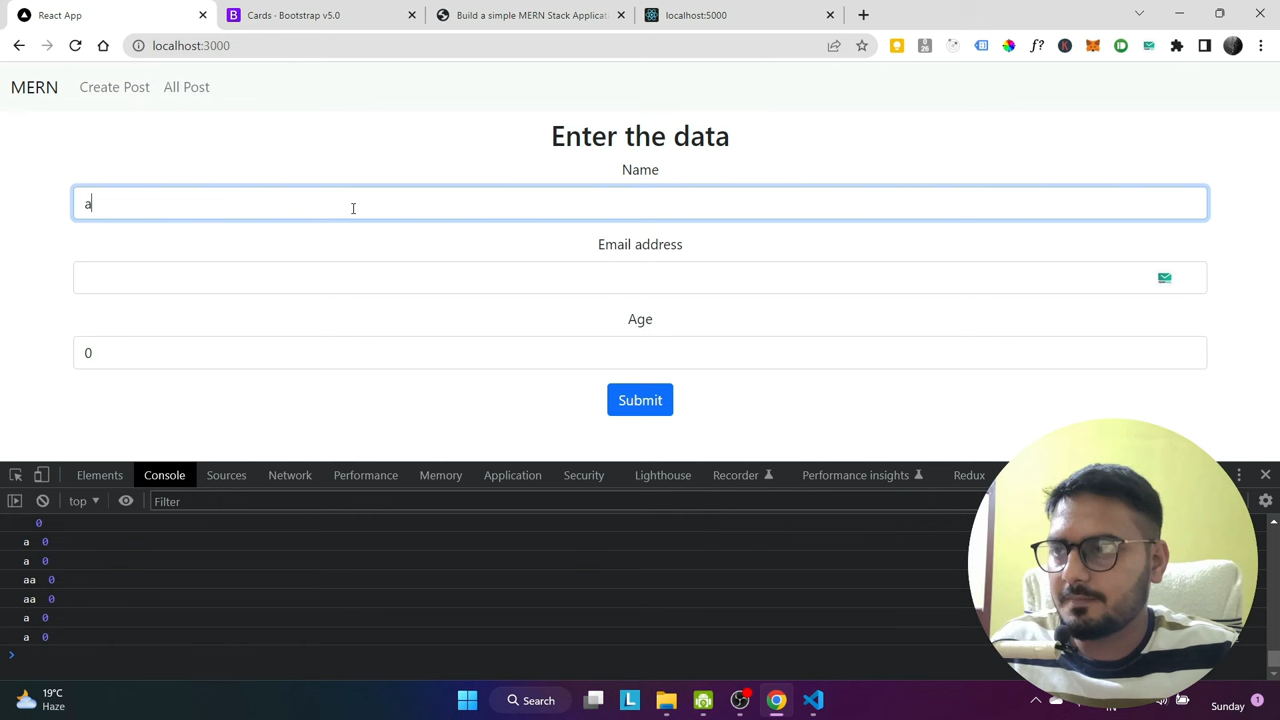 React App
Cards · Bootstrap v5.0
Build a simple MERN Stack Applicat
localhost:5000
localhost:3000
MERN
Create Post
All Post
Enter the data
Name
a
Email address
Age
0
Submit
Elements
Console
Sources
Network
Performance
Memory
Application
Security
Lighthouse
Recorder
Performance insights
Redux
top
Filter
0
a 0
a 0
aa 0
aa 0
a 0
a 0
19°C
Haze
Search
IN
Sunday
1